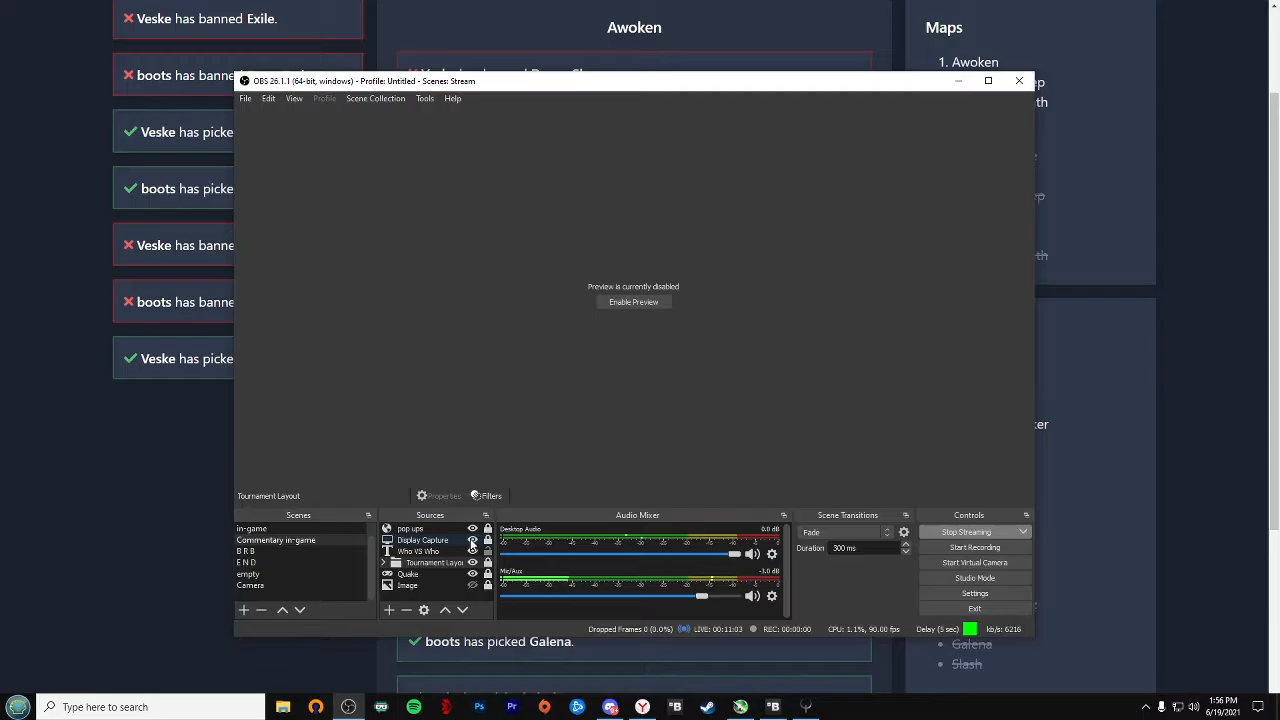 Veske has banned Exile.
Awoken
Maps
1. Awoken
boots has banne
OBS 26.1.1 (64-bit, windows) - Profile: Untitled - Scenes: Stream
File Edit View Profile Scene Collection Tools Help
Veske has picke
boots has picke
Veske has banne
boots has banne
Veske has picke
Preview is currently disabled
Enable Preview
Tournament Layout
Properties
Filters
Scenes
in-game
Commentary in-game
B R B
E N D
empty
Camera
Sources
pop ups
Display Capture
Who VS Who
Tournament Layou
Quake
Image
Audio Mixer
Desktop Audio 0.0 dB
Mic/Aux -3.0 dB
Scene Transitions
Fade
Duration 300 ms
Controls
Stop Streaming
Start Recording
Start Virtual Camera
Studio Mode
Settings
Exit
Dropped Frames 0 (0.0%) LIVE: 00:11:03 REC: 00:00:00 CPU: 1.1%, 90.00 fps Delay (5 sec) kb/s: 6216
boots has picked Galena.
Galena
Slash
Type here to search
1:56 PM
6/19/2021